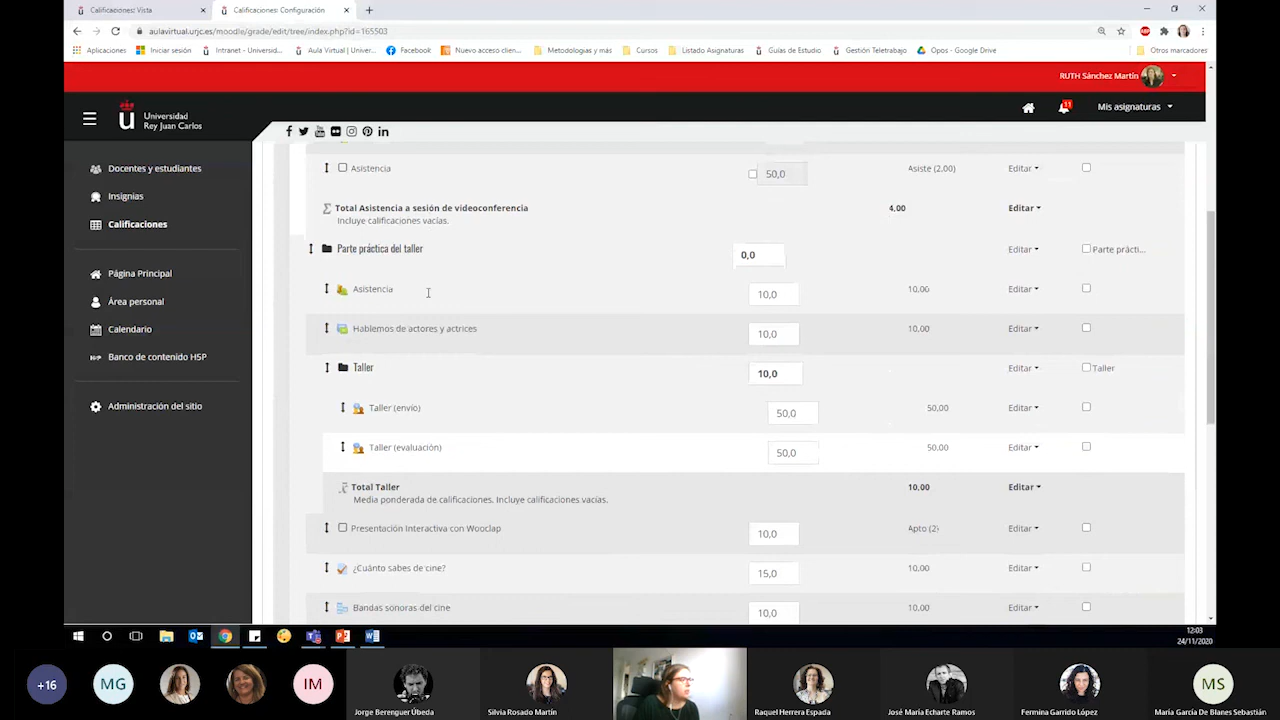 Calificaciones: Vista
Calificaciones: Configuración
aulavirtual.urjc.es/moodle/grade/edit/tree/index.php?id=165503
Aplicaciones
Iniciar sesión
Intranet - Universid...
Aula Virtual | Univer...
Facebook
Nuevo acceso clien...
Metodologias y más
Cursos
Listado Asignaturas
Guías de Estudio
Gestión Teletrabajo
Opos - Google Drive
Otros marcadores
RUTH Sánchez Martín
Universidad
Rey Juan Carlos
Mis asignaturas
Docentes y estudiantes
Insignias
Calificaciones
Página Principal
Área personal
Calendario
Banco de contenido H5P
Administración del sitio
Asistencia 50,0 Asiste (2,00) Editar
Total Asistencia a sesión de videoconferencia 4,00 Editar
Incluye calificaciones vacías.
Parte práctica del taller 0,0 Editar Parte prácti...
Asistencia 10,0 10,00 Editar
Hablemos de actores y actrices 10,0 10,00 Editar
Taller 10,0 Editar Taller
Taller (envío) 50,0 50,00 Editar
Taller (evaluación) 50,0 50,00 Editar
Total Taller 10,00 Editar
Media ponderada de calificaciones. Incluye calificaciones vacías.
Presentación Interactiva con Wooclap 10,0 Apto (2) Editar
¿Cuánto sabes de cine? 15,0 10,00 Editar
Bandas sonoras del cine 10,0 10,00 Editar
12:03
24/11/2020
+16
MG
IM
MS
Jorge Berenguer Úbeda
Silvia Rosado Martín
Raquel Herrera Espada
José María Echarte Ramos
Fermina Garrido López
María García De Blanes Sebastián